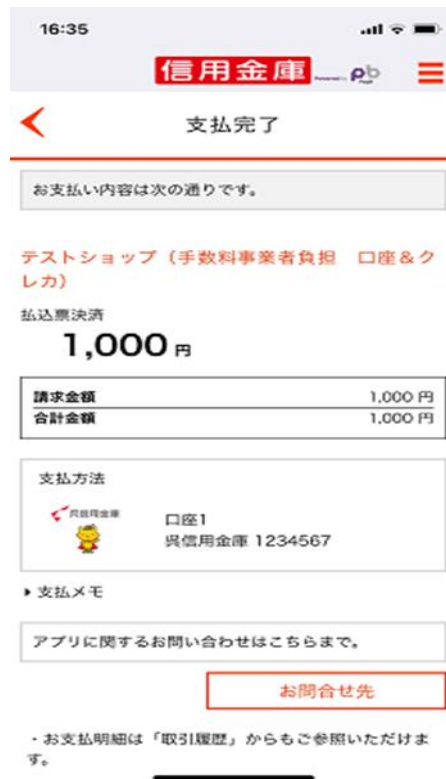 16:35
信用金庫
支払完了
お支払い内容は次の通りです。
テストショップ（手数料事業者負担　口座＆ク
レカ）
払込票決済
1,000 円
請求金額 1,000 円
合計金額 1,000 円
支払方法
呉信用金庫
口座1
呉信用金庫 1234567
支払メモ
アプリに関するお問い合わせはこちらまで。
お問合せ先
・お支払明細は「取引履歴」からもご参照いただけま
す。